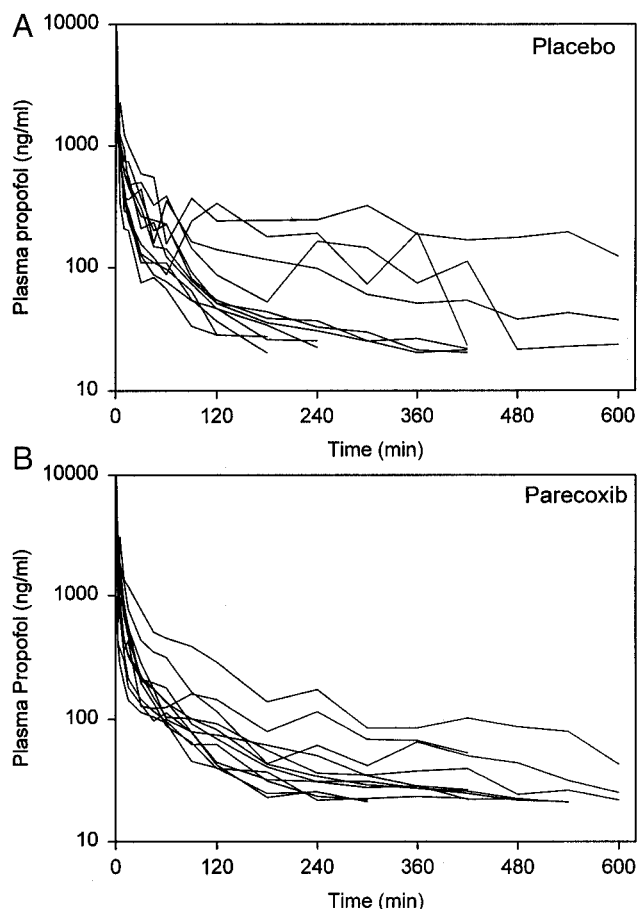 A
Placebo
Plasma propofol (ng/ml)
10000
1000
100
10
0 120 240 360 480 600
Time (min)
B
Parecoxib
Plasma Propofol (ng/ml)
10000
1000
100
10
0 120 240 360 480 600
Time (min)